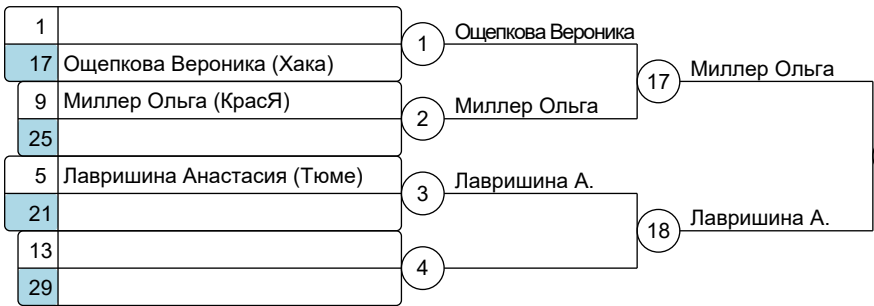 1
17 Ощепкова Вероника (Хака)
9 Миллер Ольга (КрасЯ)
25
5 Лавришина Анастасия (Тюме)
21
13
29
1 Ощепкова Вероника
2 Миллер Ольга
3 Лавришина А.
4
17 Миллер Ольга
18 Лавришина А.